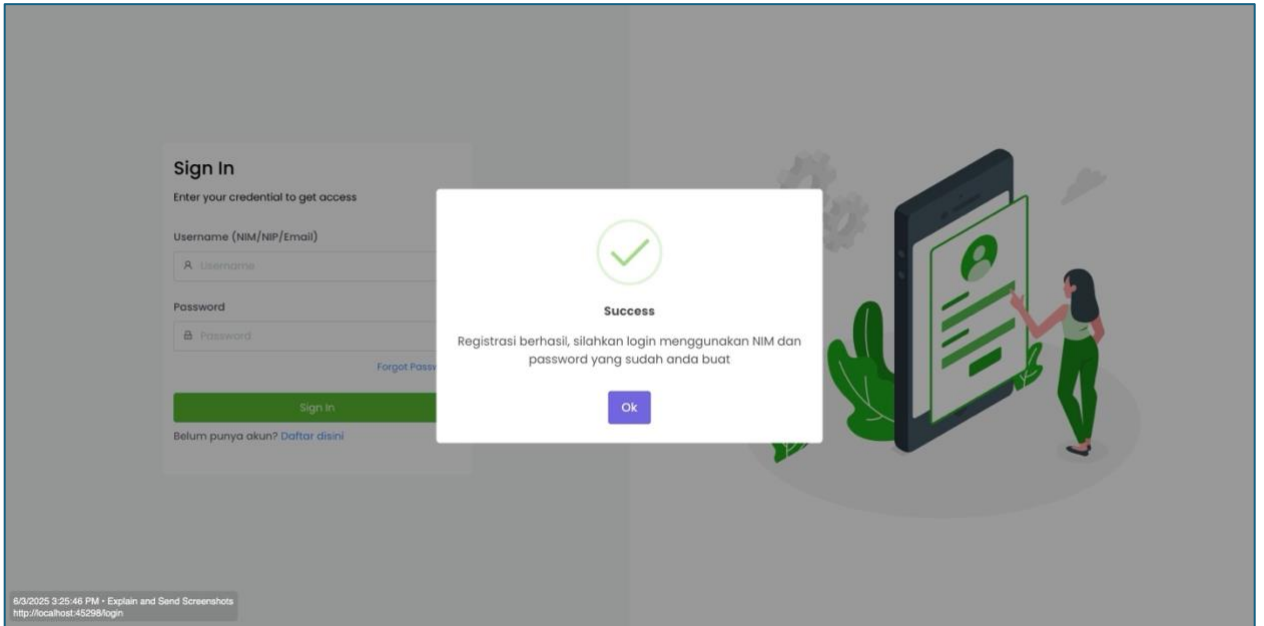 Sign In
Enter your credential to get access
Username (NIM/NIP/Email)
Username
Password
Password
Forgot
Sign In
Belum punya akun? Daftar disini
Success
Registrasi berhasil, silahkan login menggunakan NIM dan
password yang sudah anda buat
Ok
6/3/2025 3:25:46 PM • Explain and Send Screenshots
http://localhost:45298/login